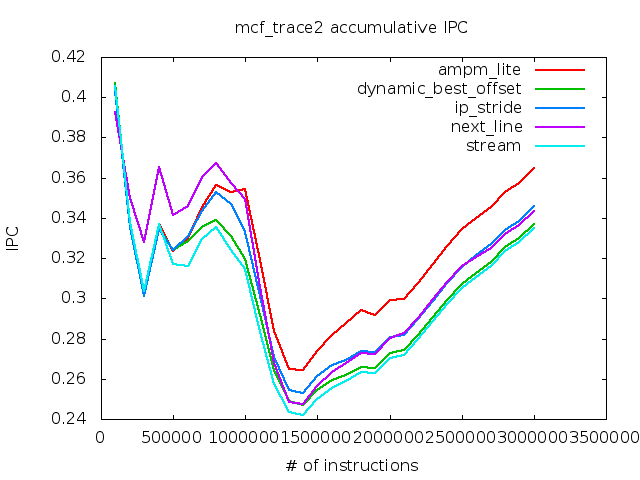 mcf_trace2 accumulative IPC
0.42
0.4
0.38
0.36
0.34
0.32
0.3
0.28
0.26
0.24
IPC
ampm_lite
dynamic_best_offset
ip_stride
next_line
stream
0 500000 1000000 1500000 2000000 2500000 3000000 3500000
# of instructions